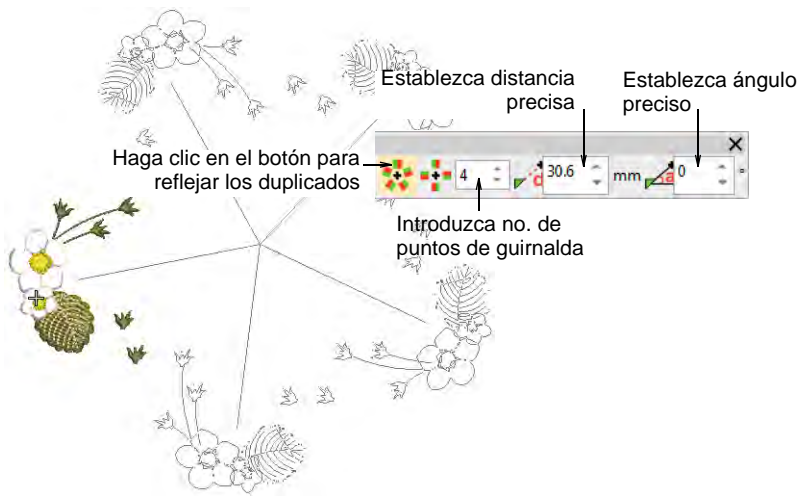 Establezca distancia
precisa
Establezca ángulo
preciso
Haga clic en el botón para
reflejar los duplicados
4
d
30.6
mm
a
0
°
Introduzca no. de
puntos de guirnalda